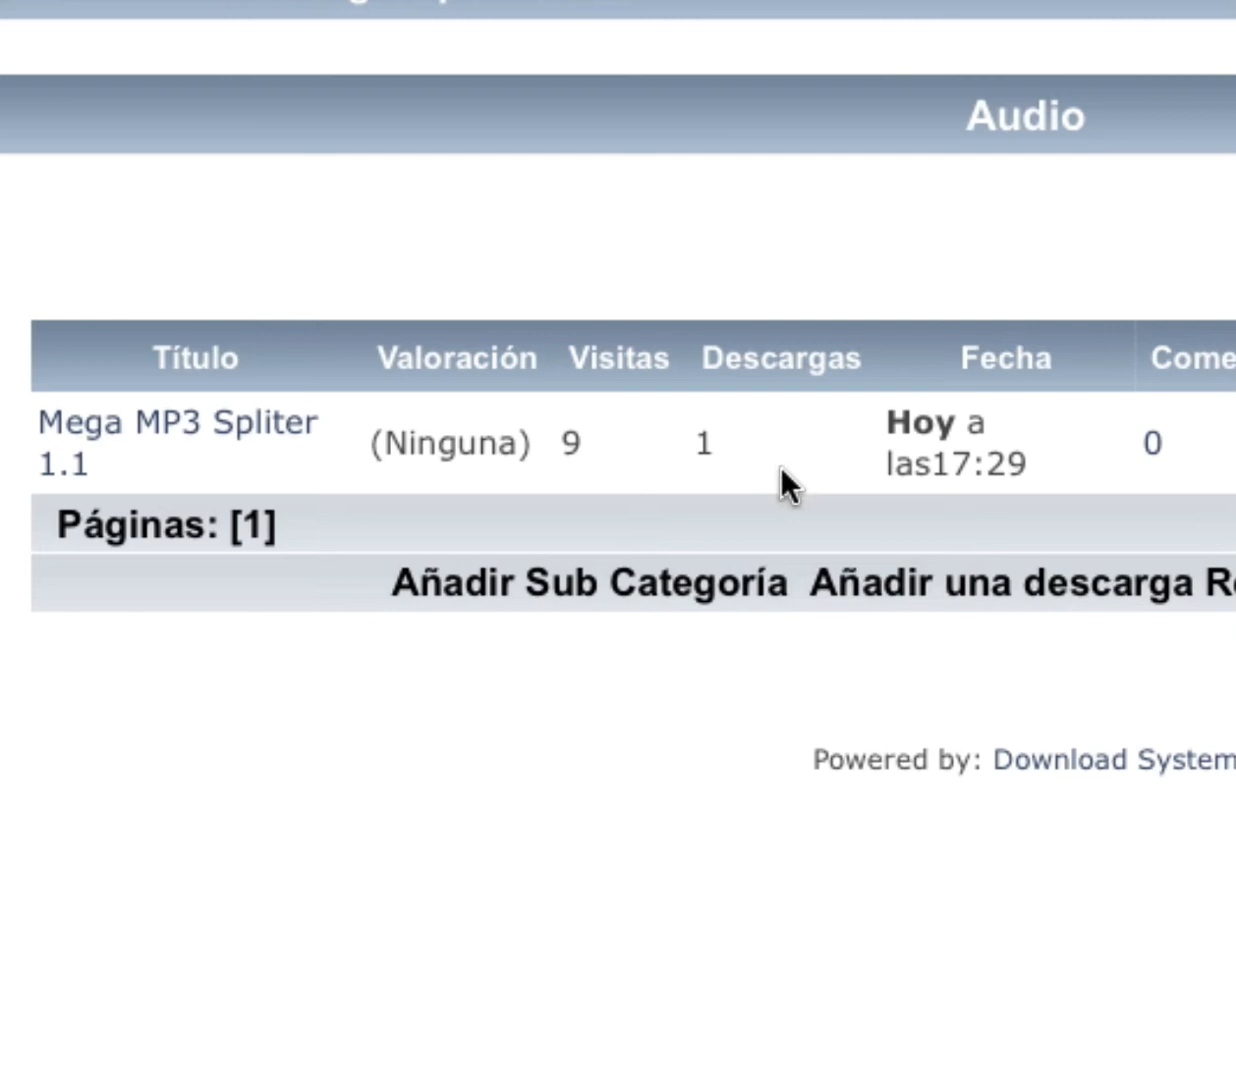 Audio
Título Valoración Visitas Descargas Fecha Come
Mega MP3 Spliter
1.1
(Ninguna) 9 1
Hoy a
las17:29
0
Páginas: [1]
Añadir Sub Categoría Añadir una descarga R
Powered by: Download System